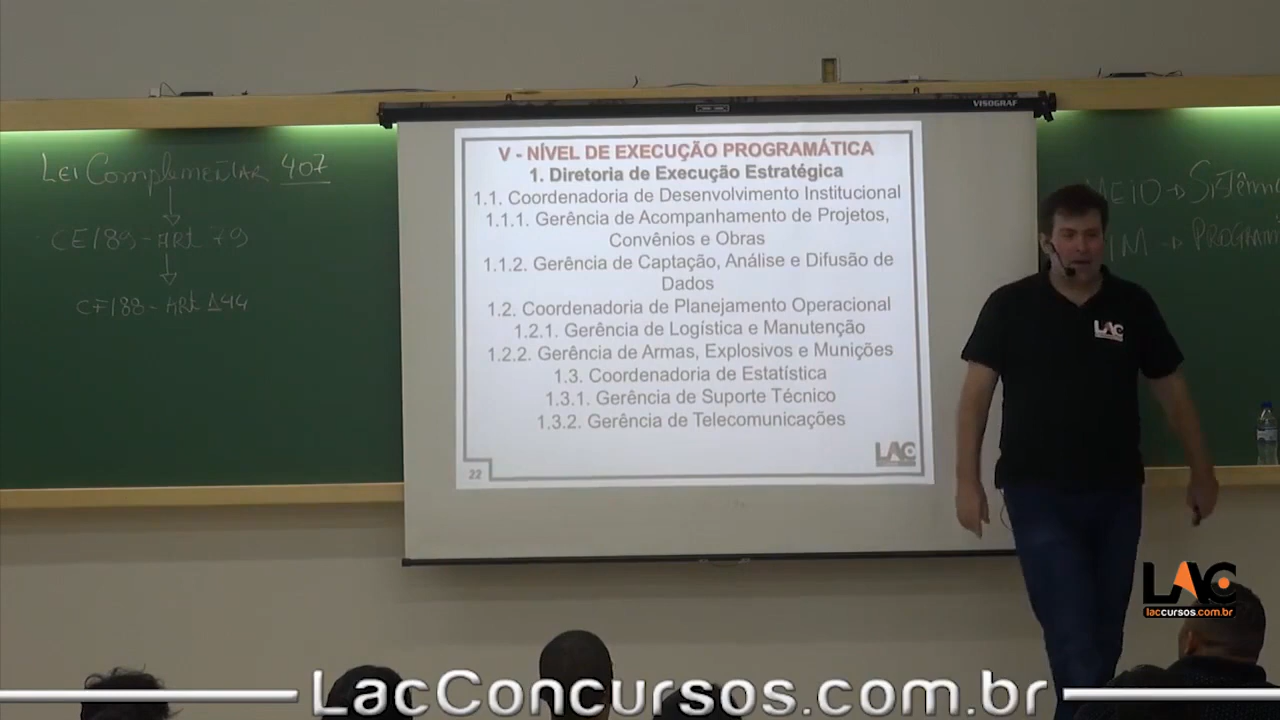 VISOGRAF
Lei Complementar 407
CE/89 - Art 79
CF/88 - Art 144
V - NÍVEL DE EXECUÇÃO PROGRAMÁTICA
1. Diretoria de Execução Estratégica
1.1. Coordenadoria de Desenvolvimento Institucional
1.1.1. Gerência de Acompanhamento de Projetos,
Convênios e Obras
1.1.2. Gerência de Captação, Análise e Difusão de
Dados
1.2. Coordenadoria de Planejamento Operacional
1.2.1. Gerência de Logística e Manutenção
1.2.2. Gerência de Armas, Explosivos e Munições
1.3. Coordenadoria de Estatística
1.3.1. Gerência de Suporte Técnico
1.3.2. Gerência de Telecomunicações
LAC
22
MEIO
LAC
LAC
laccursos.com.br
LacConcursos.com.br